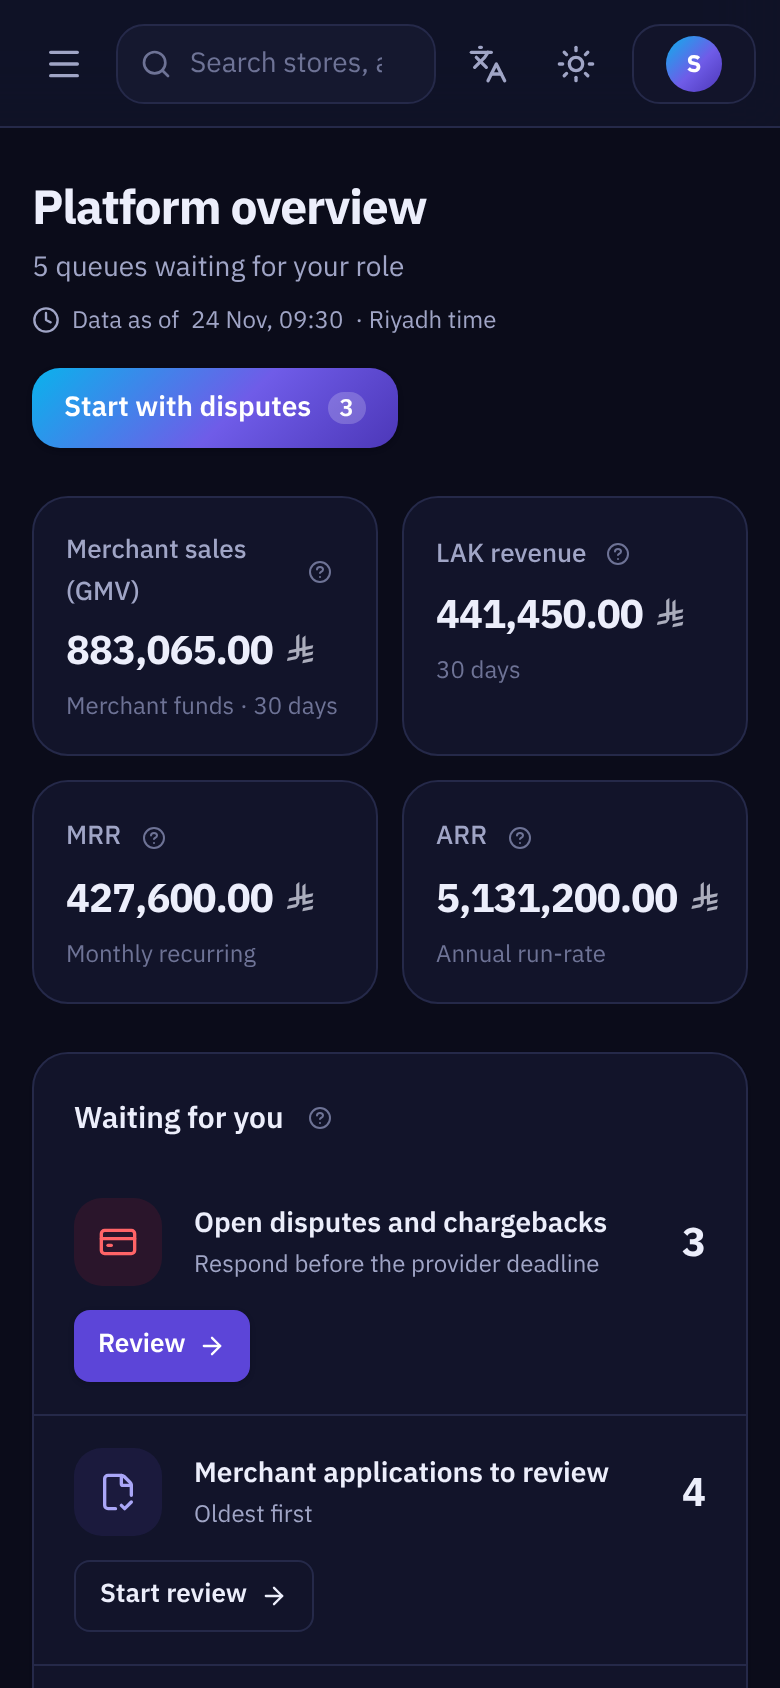 Search stores, a
S
Platform overview
5 queues waiting for your role
Data as of 24 Nov, 09:30 · Riyadh time
Start with disputes 3
Merchant sales
(GMV)
883,065.00
Merchant funds · 30 days
LAK revenue
441,450.00
30 days
MRR
427,600.00
Monthly recurring
ARR
5,131,200.00
Annual run-rate
Waiting for you
Open disputes and chargebacks
Respond before the provider deadline
3
Review
Merchant applications to review
Oldest first
4
Start review